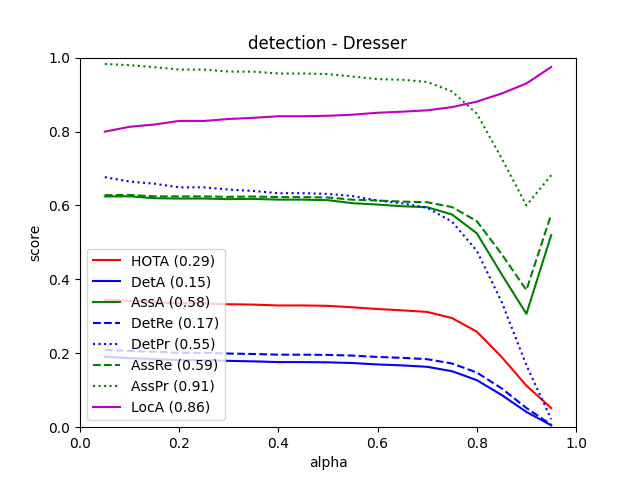 detection - Dresser
1.0
0.8
0.6
0.4
0.2
0.0
score
HOTA (0.29)
DetA (0.15)
AssA (0.58)
DetRe (0.17)
DetPr (0.55)
AssRe (0.59)
AssPr (0.91)
LocA (0.86)
0.0 0.2 0.4 0.6 0.8 1.0
alpha